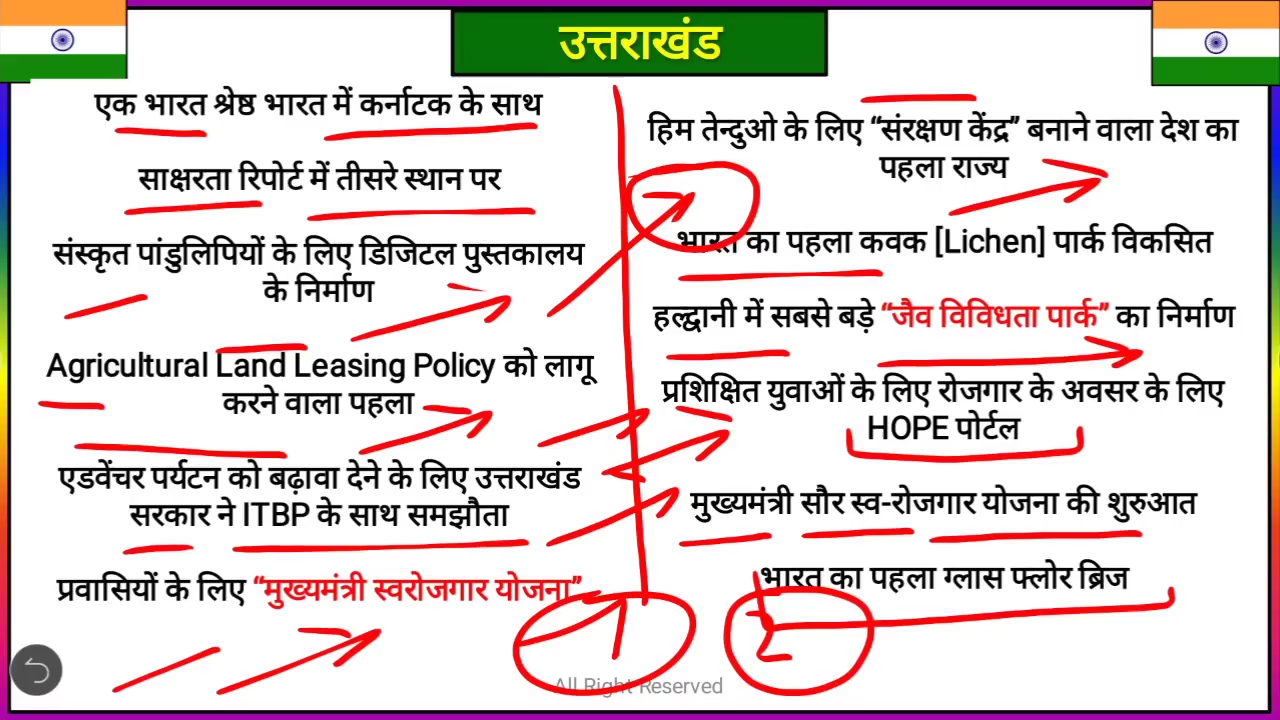 उत्तराखंड
एक भारत श्रेष्ठ भारत में कर्नाटक के साथ
साक्षरता रिपोर्ट में तीसरे स्थान पर
संस्कृत पांडुलिपियों के लिए डिजिटल पुस्तकालय
के निर्माण
Agricultural Land Leasing Policy को लागू
करने वाला पहला
एडवेंचर पर्यटन को बढ़ावा देने के लिए उत्तराखंड
सरकार ने ITBP के साथ समझौता
प्रवासियों के लिए “मुख्यमंत्री स्वरोजगार योजना”
हिम तेन्दुओ के लिए “संरक्षण केंद्र” बनाने वाला देश का
पहला राज्य
भारत का पहला कवक [Lichen] पार्क विकसित
हल्द्वानी में सबसे बड़े “जैव विविधता पार्क” का निर्माण
प्रशिक्षित युवाओं के लिए रोजगार के अवसर के लिए
HOPE पोर्टल
मुख्यमंत्री सौर स्व-रोजगार योजना की शुरुआत
भारत का पहला ग्लास फ्लोर ब्रिज
All Right Reserved